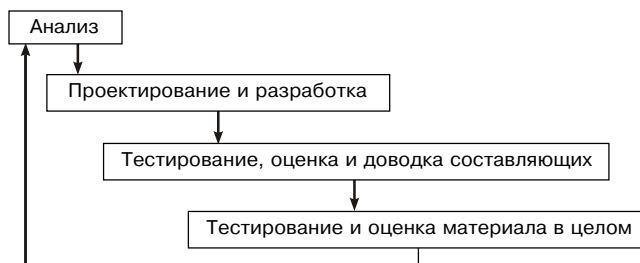 Анализ
Проектирование и разработка
Тестирование, оценка и доводка составляющих
Тестирование и оценка материала в целом